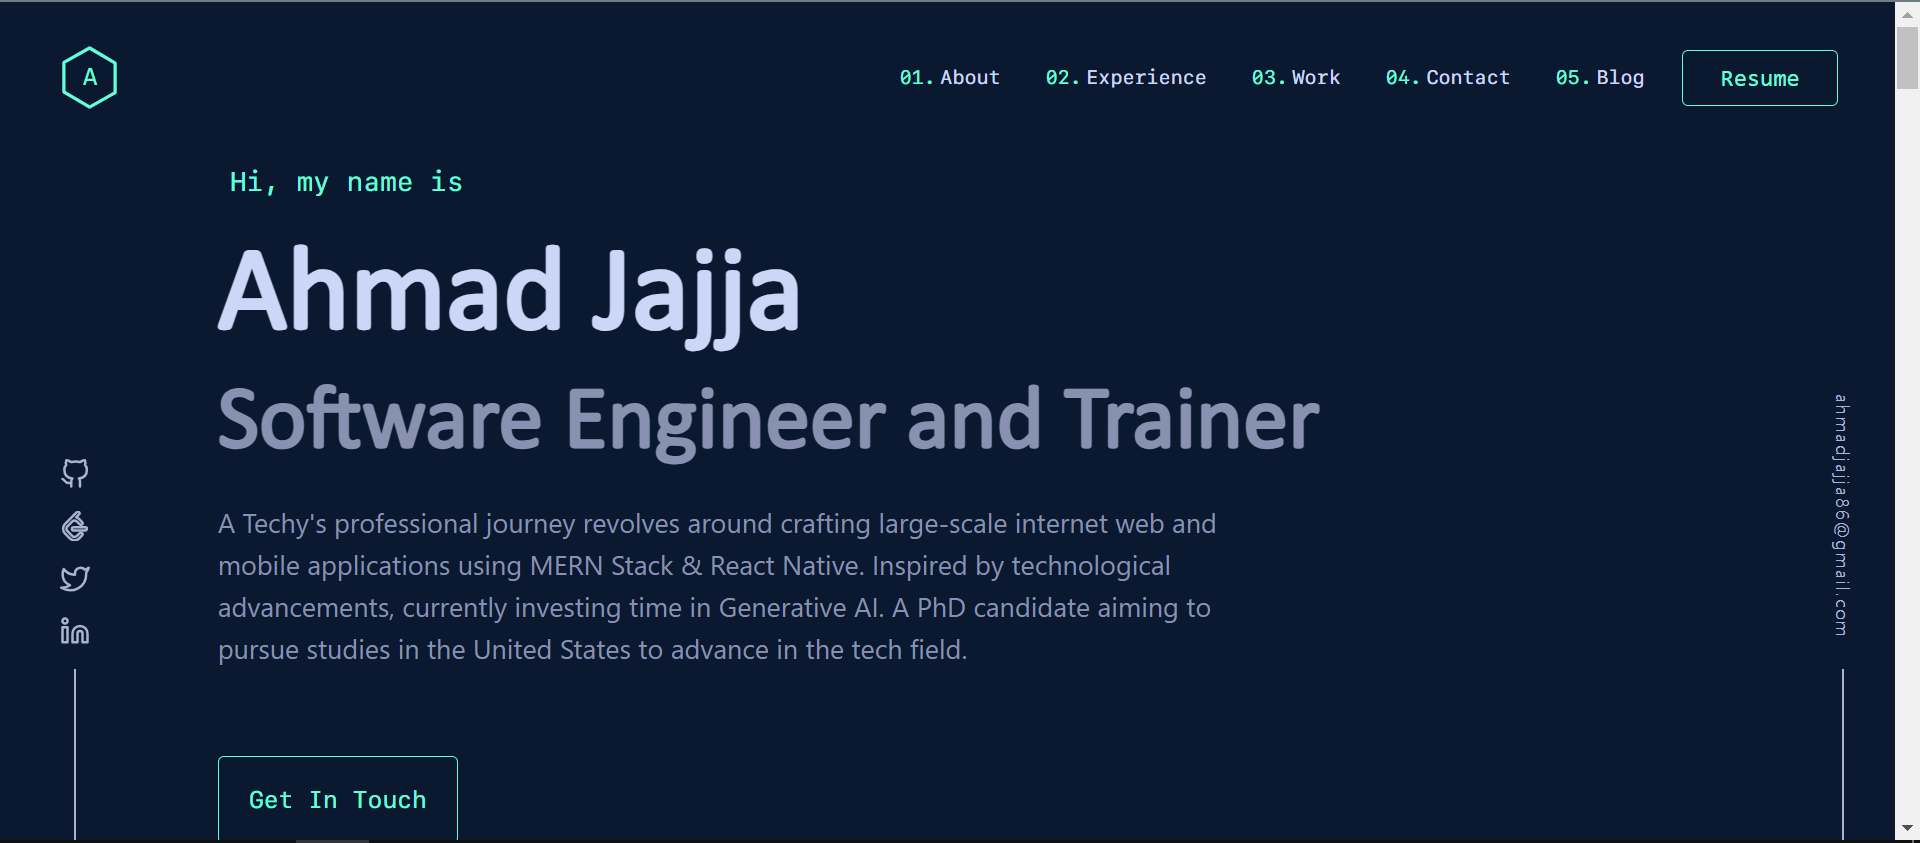 A
01. About 02. Experience 03. Work 04. Contact 05. Blog Resume
Hi, my name is
Ahmad Jajja
Software Engineer and Trainer
A Techy's professional journey revolves around crafting large-scale internet web and
mobile applications using MERN Stack & React Native. Inspired by technological
advancements, currently investing time in Generative AI. A PhD candidate aiming to
pursue studies in the United States to advance in the tech field.
Get In Touch
in
ahmadjajja86@gmail.com